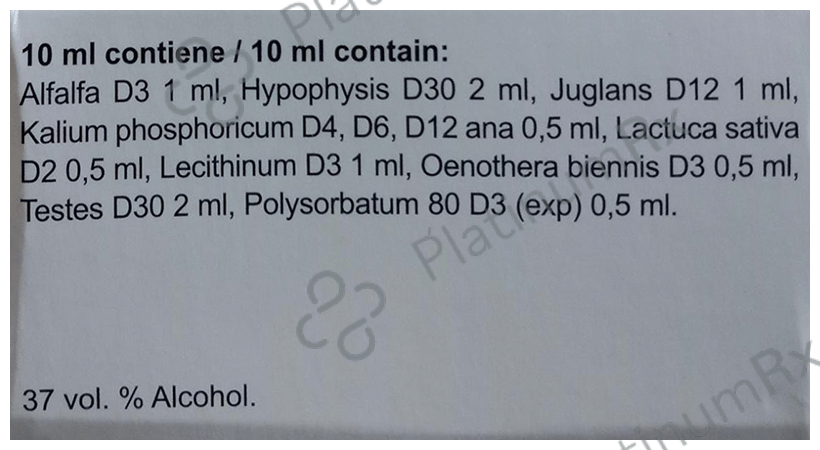 10 ml contiene / 10 ml contain:
Alfalfa D3 1 ml, Hypophysis D30 2 ml, Juglans D12 1 ml,
Kalium phosphoricum D4, D6, D12 ana 0,5 ml, Lactuca sativa
D2 0,5 ml, Lecithinum D3 1 ml, Oenothera biennis D3 0,5 ml,
Testes D30 2 ml, Polysorbatum 80 D3 (exp) 0,5 ml.
PlatinumRx
37 vol. % Alcohol.